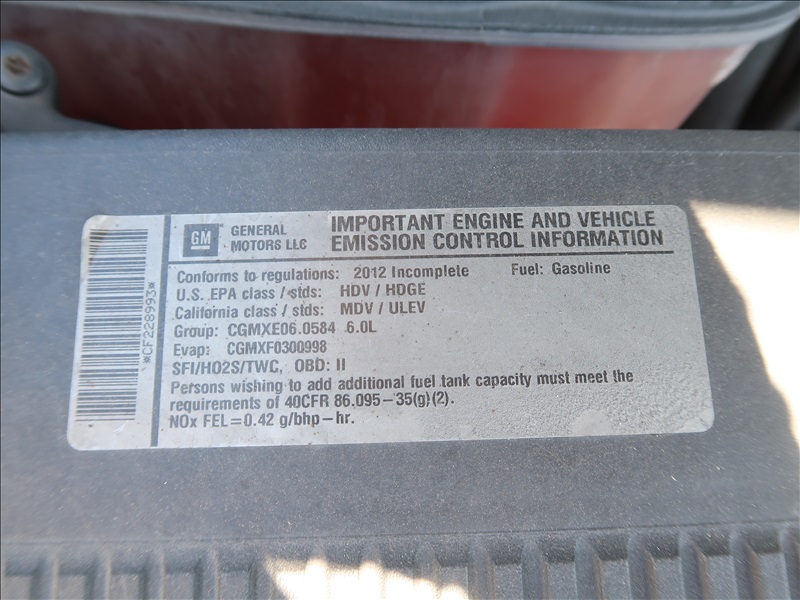 GM GENERAL MOTORS LLC
IMPORTANT ENGINE AND VEHICLE
EMISSION CONTROL INFORMATION
Conforms to regulations: 2012 Incomplete Fuel: Gasoline
U.S. EPA class / stds: HDV / HDGE
California class / stds: MDV / ULEV
Group: CGMXE06.0584 6.0L
Evap: CGMXF0300998
SFI/HO2S/TWC, OBD: II
Persons wishing to add additional fuel tank capacity must meet the
requirements of 40CFR 86.095-35(g)(2).
NOx FEL=0.42 g/bhp-hr.
*CF228993*